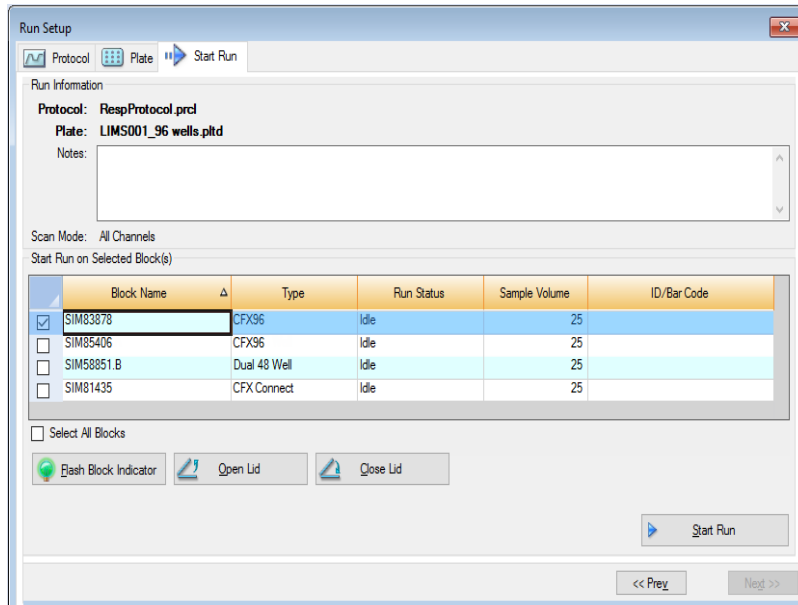 Run Setup
Protocol Plate Start Run
Run Information
Protocol: RespProtocol.prcl
Plate: LIMS001_96 wells.pltd
Notes:
Scan Mode: All Channels
Start Run on Selected Block(s)
Block Name Type Run Status Sample Volume ID/Bar Code
SIM83878 CFX96 Idle 25
SIM85406 CFX96 Idle 25
SIM58851.B Dual 48 Well Idle 25
SIM81435 CFX Connect Idle 25
Select All Blocks
Flash Block Indicator Open Lid Close Lid
Start Run
<< Prev Next >>